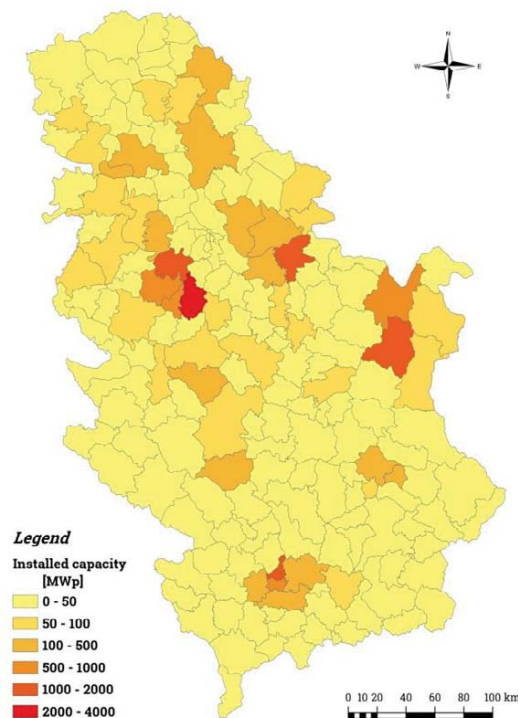 N
W E
S
Legend
Installed capacity
[MWp]
0 - 50
50 - 100
100 - 500
500 - 1000
1000 - 2000
2000 - 4000
0 10 20 40 60 80 100 km